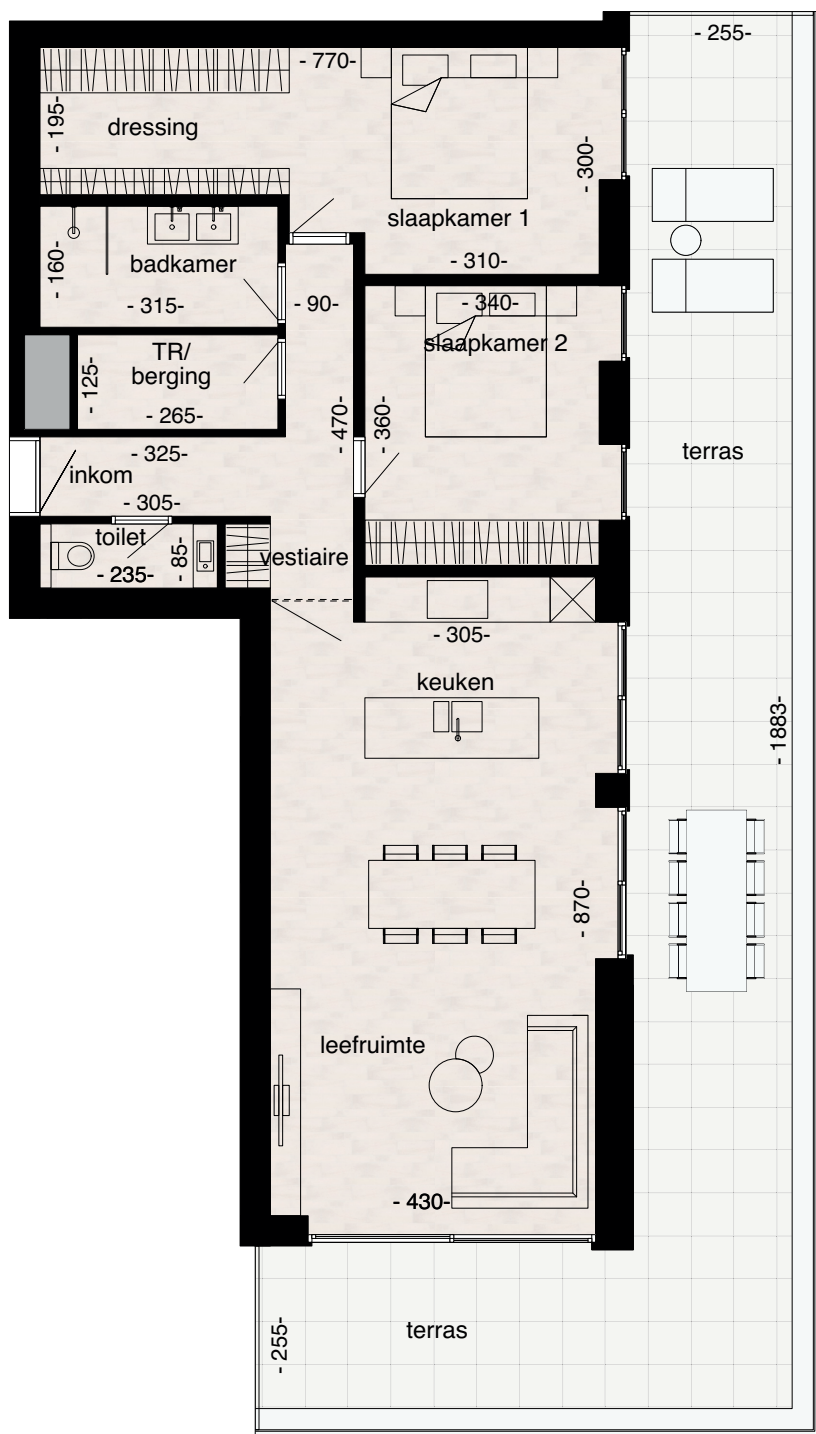 - 255-
- 770-
- 195-
dressing
- 300-
slaapkamer 1
- 310-
- 160-
badkamer
- 315-
- 90-
- 340-
slaapkamer 2
TR/
berging
- 125-
- 265-
- 470-
- 360-
terras
- 325-
inkom
- 305-
toilet
- 235-
- 85-
vestiaire
- 305-
keuken
- 1883-
- 870-
leefruimte
- 430-
- 255-
terras